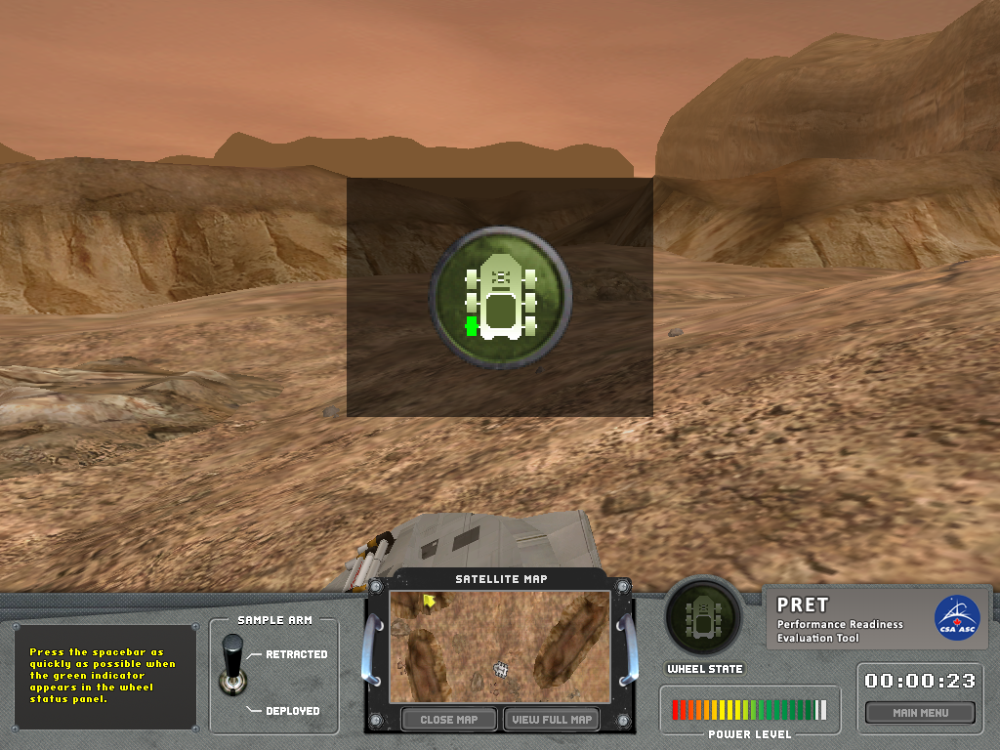 SATELLITE MAP
Press the spacebar as
quickly as possible when
the green indicator
appears in the wheel
status panel.
SAMPLE ARM
RETRACTED
DEPLOYED
CLOSE MAP
VIEW FULL MAP
WHEEL STATE
POWER LEVEL
PRET
Performance Readiness
Evaluation Tool
CSA ASC
00:00:23
MAIN MENU